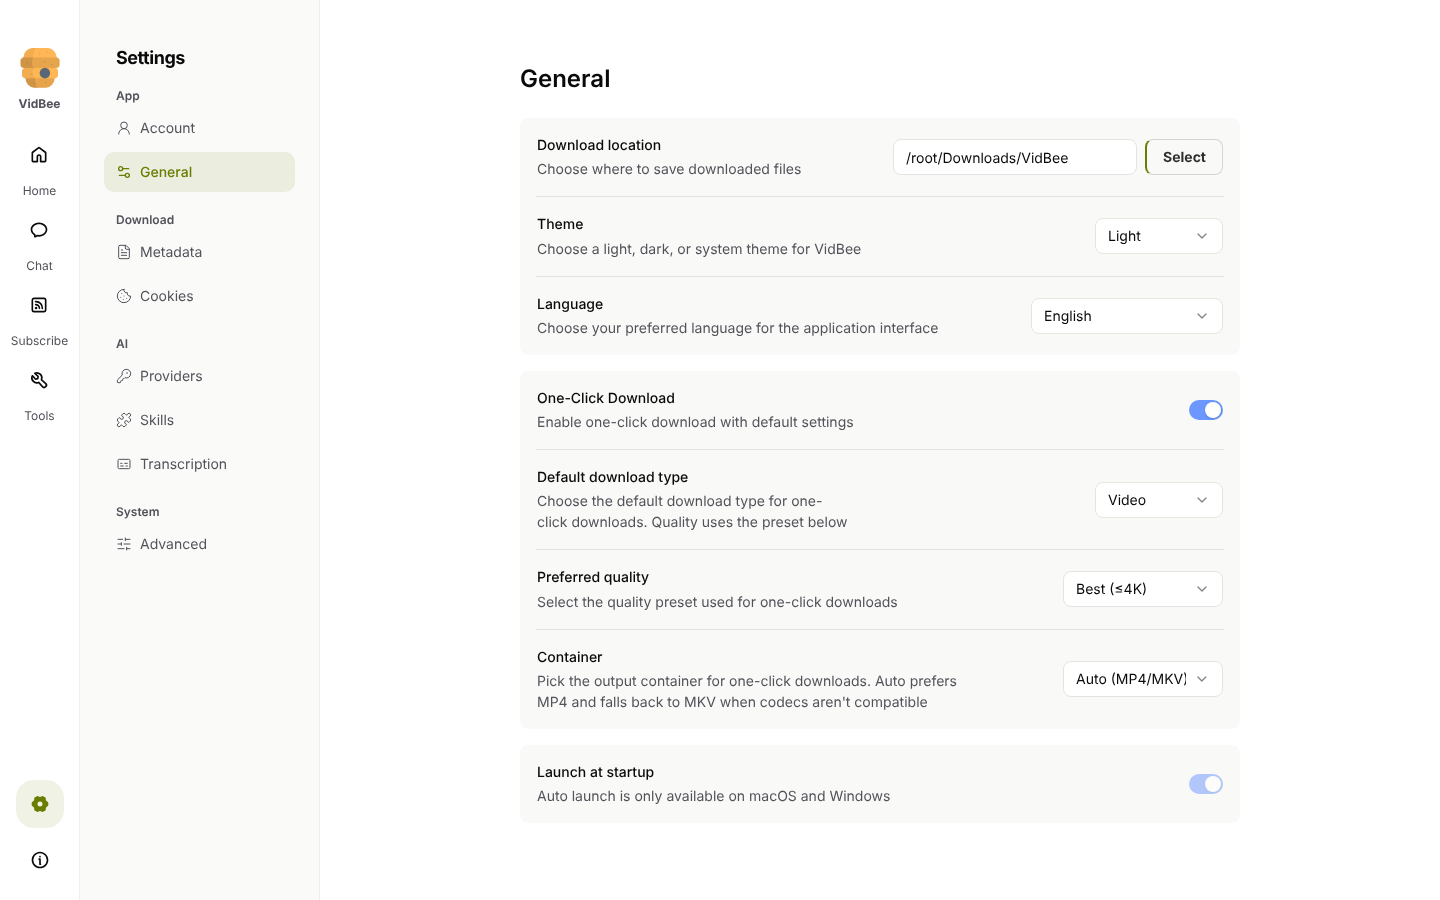 VidBee
Home
Chat
Subscribe
Tools
Settings
App
Account
General
Download
Metadata
Cookies
AI
Providers
Skills
Transcription
System
Advanced
General
Download location
Choose where to save downloaded files
/root/Downloads/VidBee
Select
Theme
Choose a light, dark, or system theme for VidBee
Light
Language
Choose your preferred language for the application interface
English
One-Click Download
Enable one-click download with default settings
Default download type
Choose the default download type for one-
click downloads. Quality uses the preset below
Video
Preferred quality
Select the quality preset used for one-click downloads
Best (≤4K)
Container
Pick the output container for one-click downloads. Auto prefers
MP4 and falls back to MKV when codecs aren't compatible
Auto (MP4/MKV)
Launch at startup
Auto launch is only available on macOS and Windows